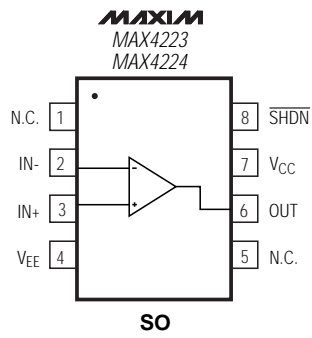 MAXIM
MAX4223
MAX4224
N.C. 1
8 SHDN
IN- 2
-
7 VCC
IN+ 3
+
6 OUT
VEE 4
5 N.C.
SO